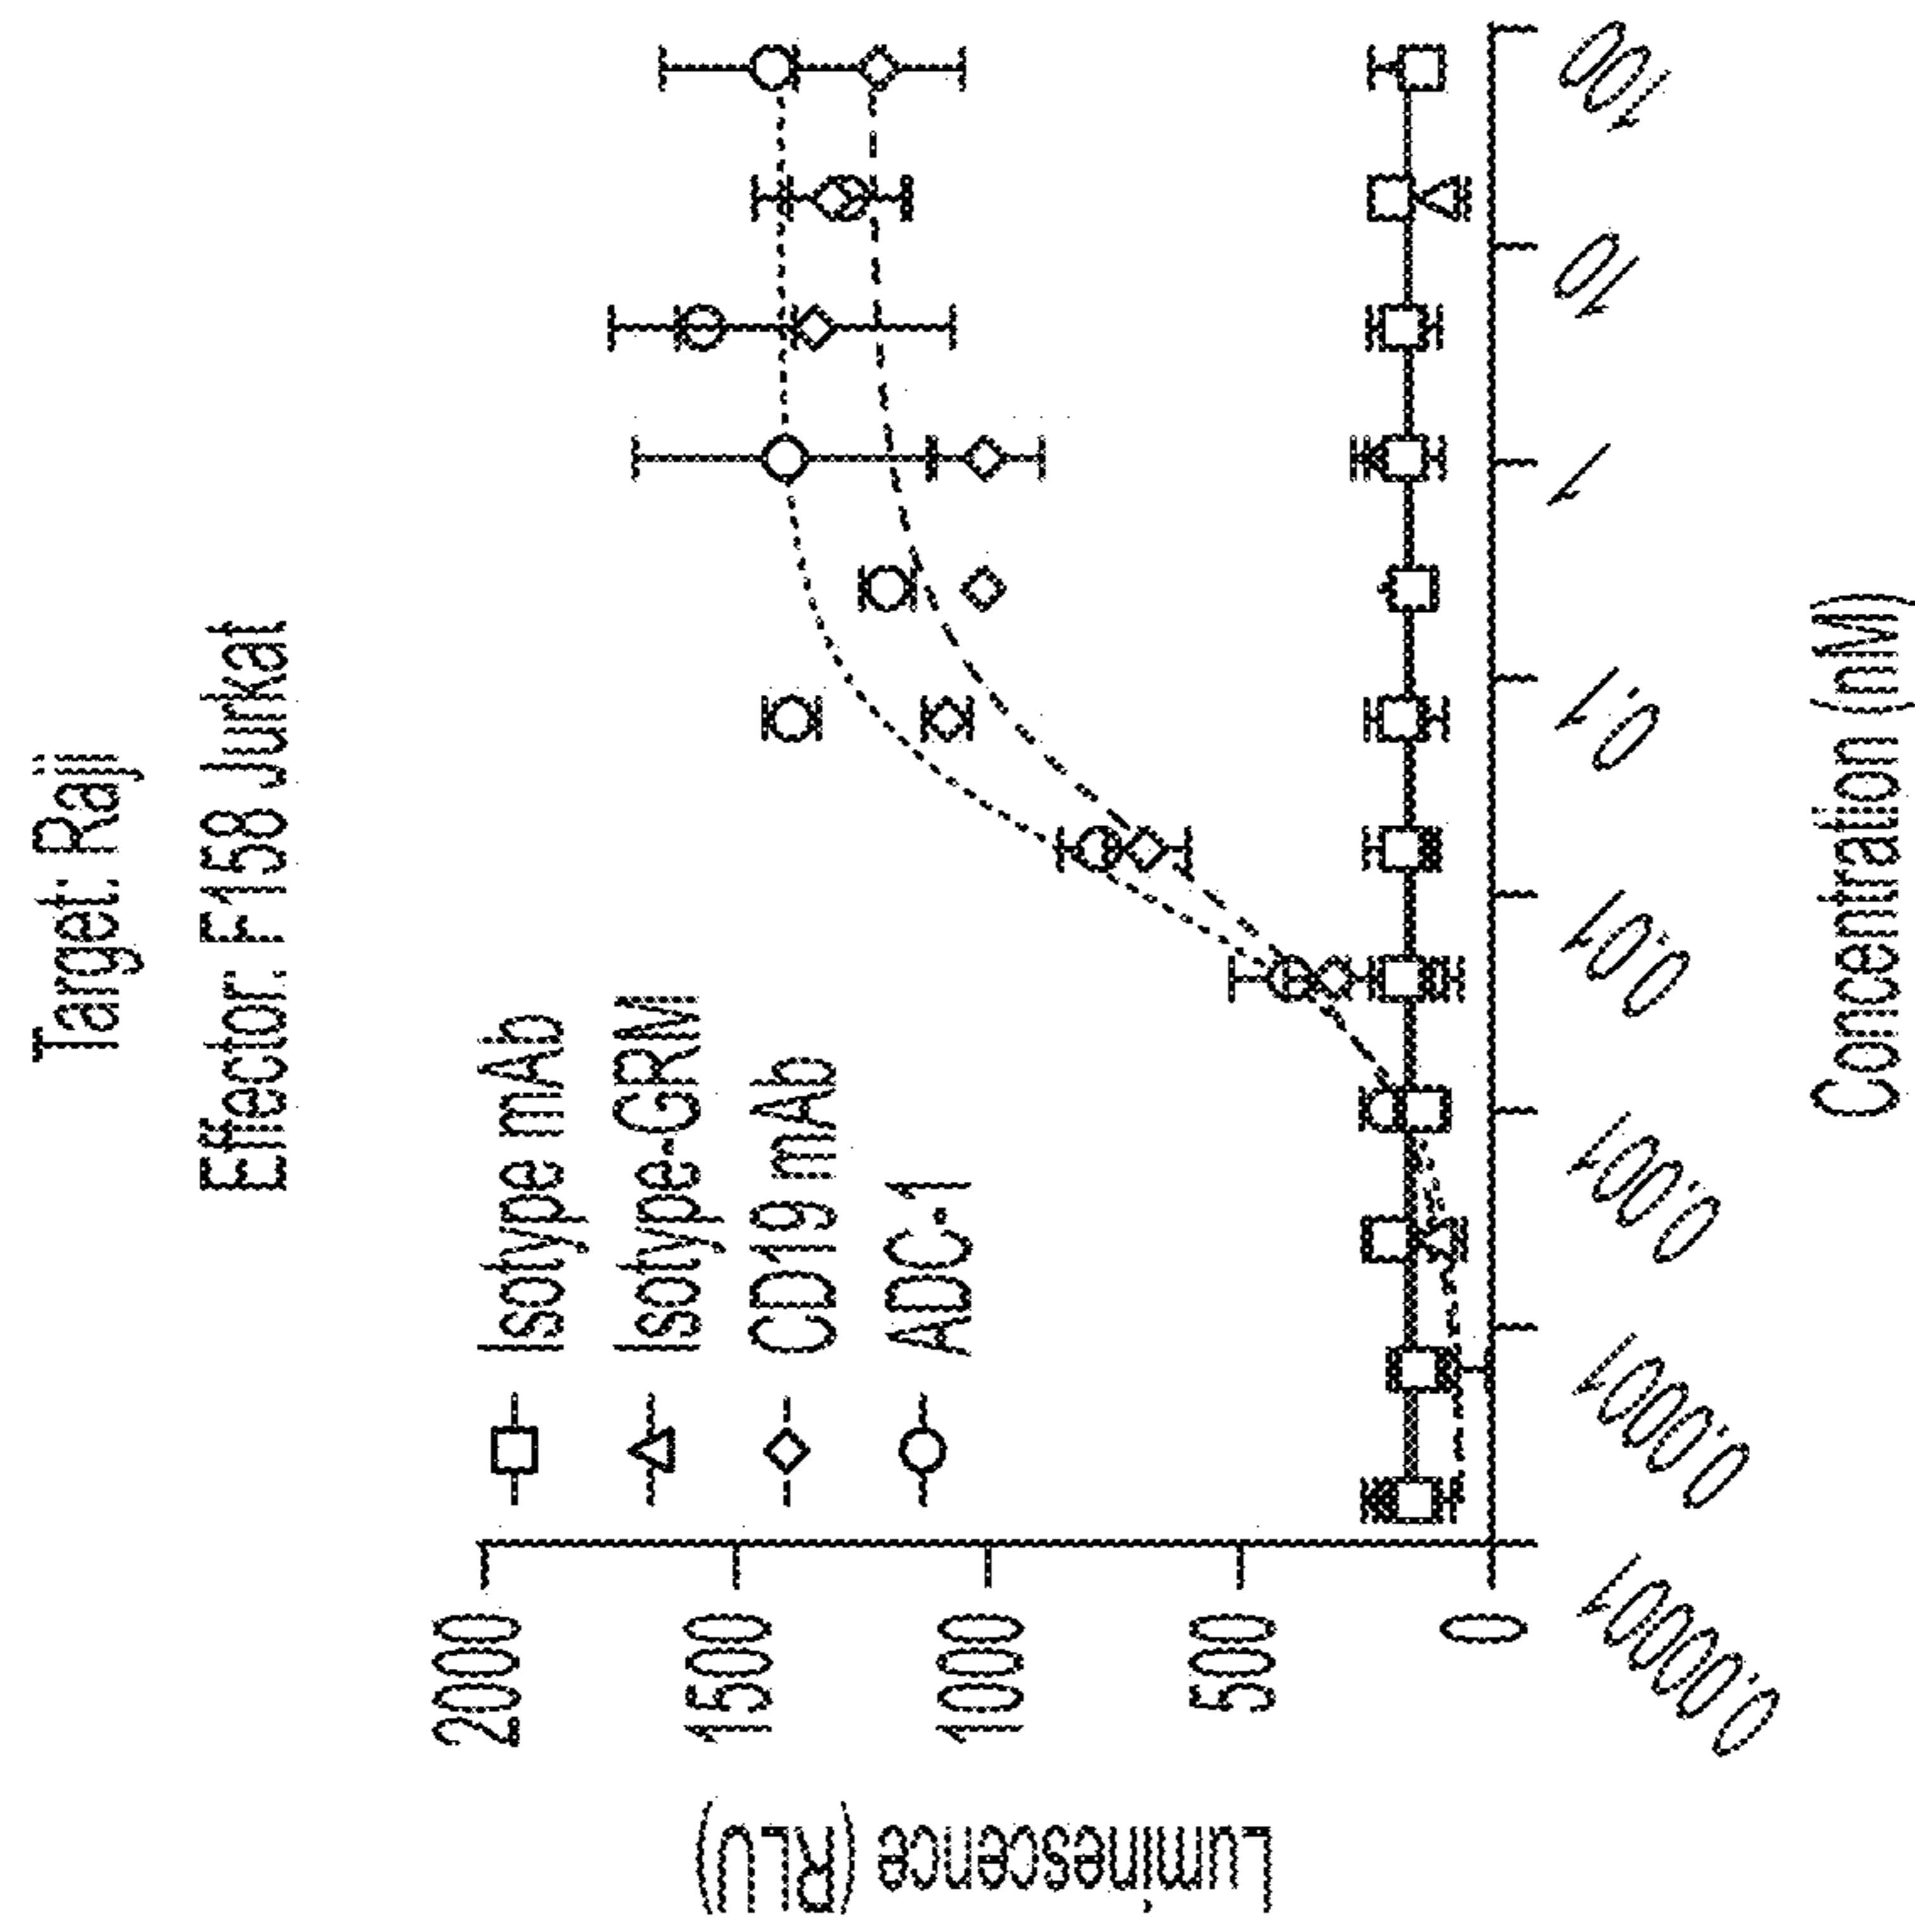 Target: Raji
Effector: F158 Jurkat
Isotype mAb
Isotype-GRM
CD19 mAb
ADC-1
Luminescence (RLU)
2000
1500
1000
500
0
0.00001
0.0001
0.001
0.01
0.1
1
10
100
Concentration (nM)